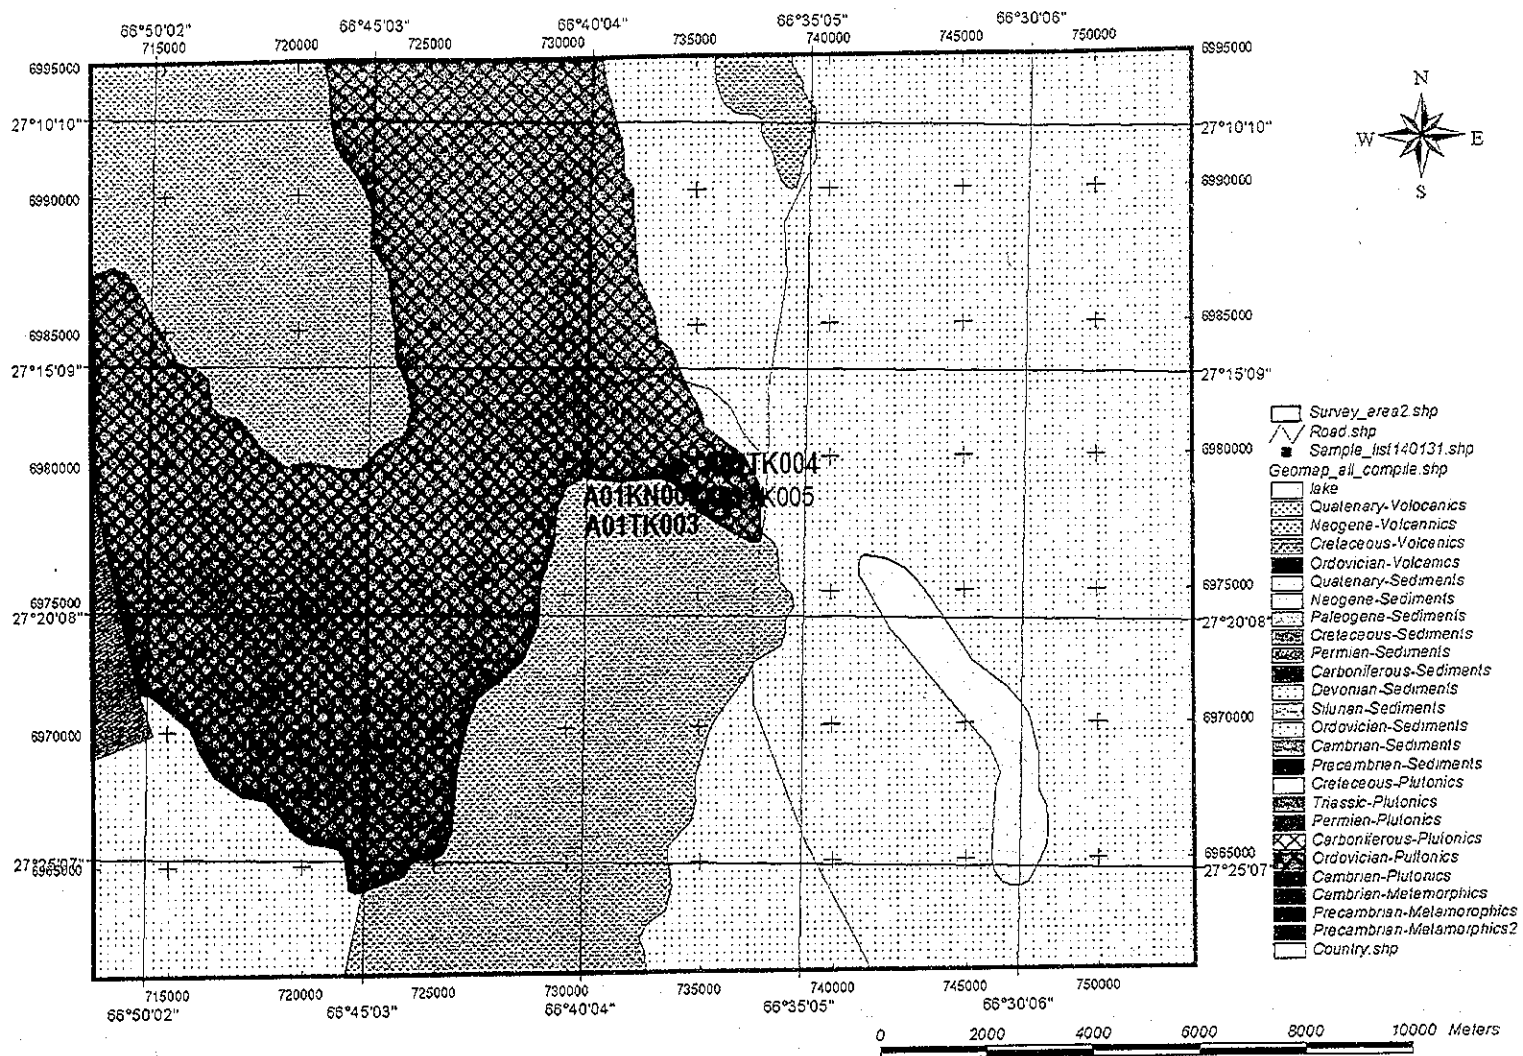 66°50'02" 66°45'03" 66°40'04" 66°35'05" 66°30'06"
715000 720000 725000 730000 735000 740000 745000 750000
6995000 6995000
27°10'10" 27°10'10"
6990000 6990000
6985000 6985000
27°15'09" 27°15'09"
6980000 6980000
TK004
A01KN00 K005
A01TK003
6975000 6975000
27°20'08" 27°20'08"
6970000 6970000
6965000
27°25'07"
715000 720000 725000 730000 735000 740000 745000 750000
66°50'02" 66°45'03" 66°40'04" 66°35'05" 66°30'06"
N
W E
S
Survey_area2.shp
Road.shp
Sample_list140131.shp
Geomap_all_compile.shp
lake
Quatenary-Volocanics
Neogene-Volcannics
Cretaceous-Volcanics
Ordovician-Volcanics
Quatenary-Sediments
Neogene-Sediments
Paleogene-Sediments
Cretaceous-Sediments
Permian-Sediments
Carboniferous-Sediments
Devonian-Sediments
Silurian-Sediments
Ordovician-Sediments
Cambrian-Sediments
Precambrian-Sediments
Cretaceous-Plutonics
Triassic-Plutonics
Permian-Plutonics
Carboniferous-Plutonics
Ordovician-Plutonics
Cambrian-Plutonics
Cambrian-Metamorphics
Precambrian-Metamorophics
Precambrian-Metamorphics2
Country.shp
0 2000 4000 6000 8000 10000 Meters